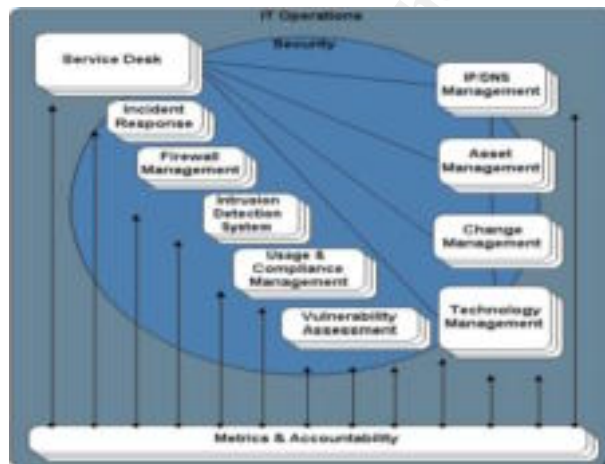 IT Operations
Security
Service Desk
IP/DNS
Management
Incident
Response
Firewall
Management
Asset
Management
Intrusion
Detection
System
Change
Management
Usage &
Compliance
Management
Vulnerability
Assessment
Technology
Management
Metrics & Accountability